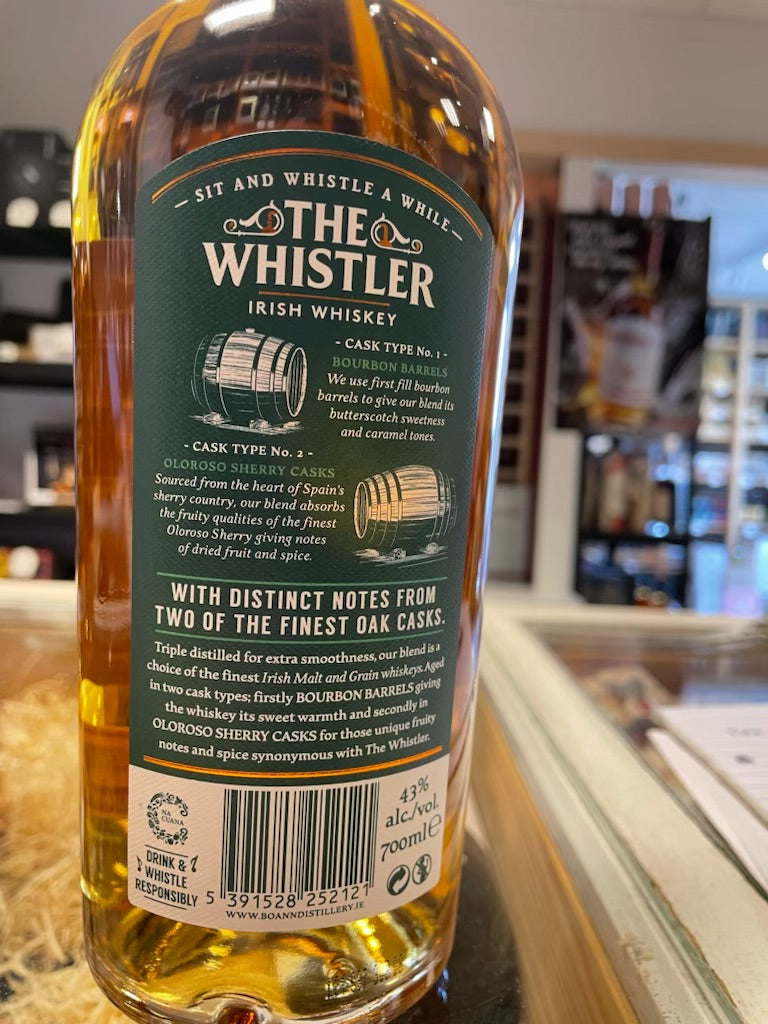 — SIT AND WHISTLE A WHILE —
THE
WHISTLER
IRISH WHISKEY
- CASK TYPE No. 1 -
BOURBON BARRELS
We use first fill bourbon
barrels to give our blend its
butterscotch sweetness
and caramel tones.
- CASK TYPE No. 2 -
OLOROSO SHERRY CASKS
Sourced from the heart of Spain's
sherry country, our blend absorbs
the fruity qualities of the finest
Oloroso Sherry giving notes
of dried fruit and spice.
WITH DISTINCT NOTES FROM
TWO OF THE FINEST OAK CASKS.
Triple distilled for extra smoothness, our blend is a
choice of the finest Irish Malt and Grain whiskeys. Aged
in two cask types; firstly BOURBON BARRELS giving
the whiskey its sweet warmth and secondly in
OLOROSO SHERRY CASKS for those unique fruity
notes and spice synonymous with The Whistler.
NA
CUANA
DRINK &
WHISTLE
RESPONSIBLY
5 391528 252121
WWW.BOANNDISTILLERY.IE
43%
alc./vol.
700ml e